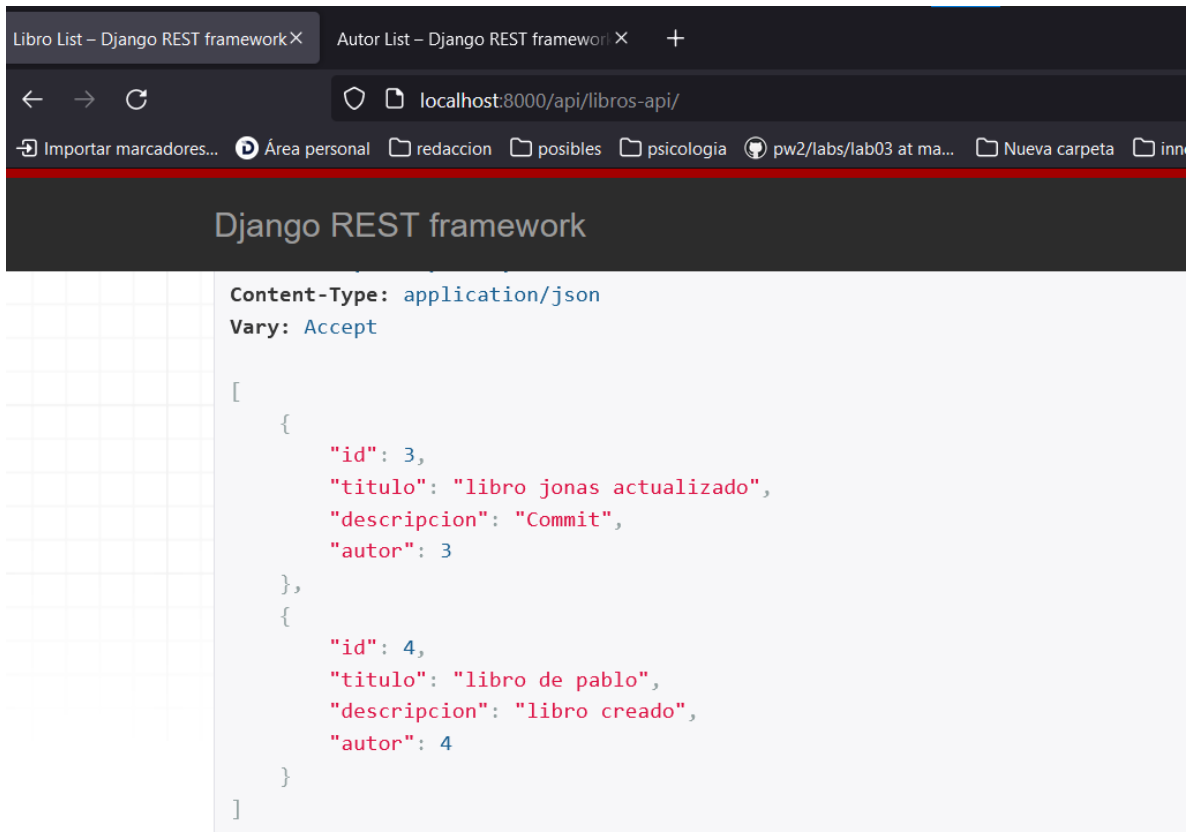 Libro List – Django REST framework
Autor List – Django REST framework
localhost:8000/api/libros-api/
Importar marcadores... Área personal redaccion posibles psicologia pw2/labs/lab03 at ma... Nueva carpeta
Django REST framework
Content-Type: application/json
Vary: Accept
[
{
"id": 3,
"titulo": "libro jonas actualizado",
"descripcion": "Commit",
"autor": 3
},
{
"id": 4,
"titulo": "libro de pablo",
"descripcion": "libro creado",
"autor": 4
}
]